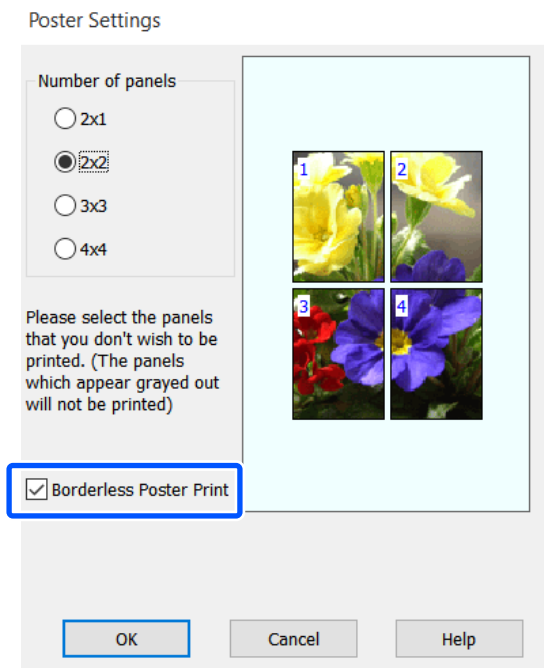 Poster Settings
Number of panels
2x1
2x2
3x3
4x4
1
2
3
4
Please select the panels
that you don't wish to be
printed. (The panels
which appear grayed out
will not be printed)
Borderless Poster Print
OK
Cancel
Help